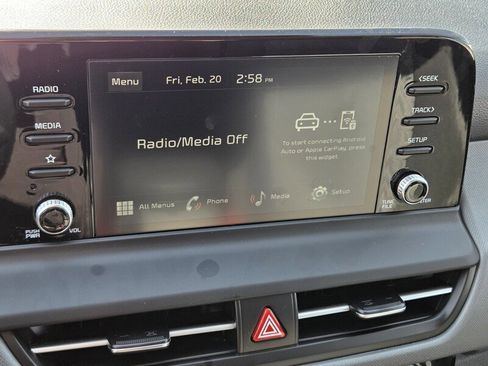 RADIO
MEDIA
PUSH
PWR
VOL
Menu
Fri, Feb. 20
2:58 PM
Radio/Media Off
To start connecting Android
Auto or Apple CarPlay, press
this widget.
All Menus
Phone
Media
Setup
<SEEK
TRACK>
SETUP
TUNE
FILE
ENTER